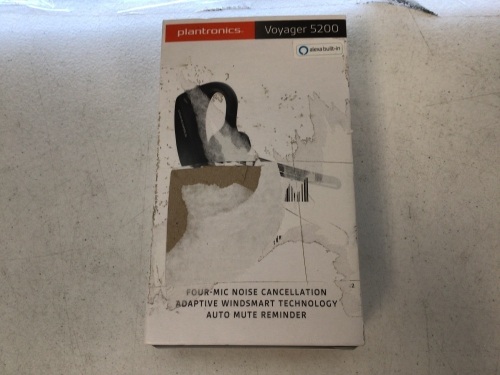 plantronics. Voyager 5200
alexa built-in
FOUR-MIC NOISE CANCELLATION
ADAPTIVE WINDSMART TECHNOLOGY
AUTO MUTE REMINDER